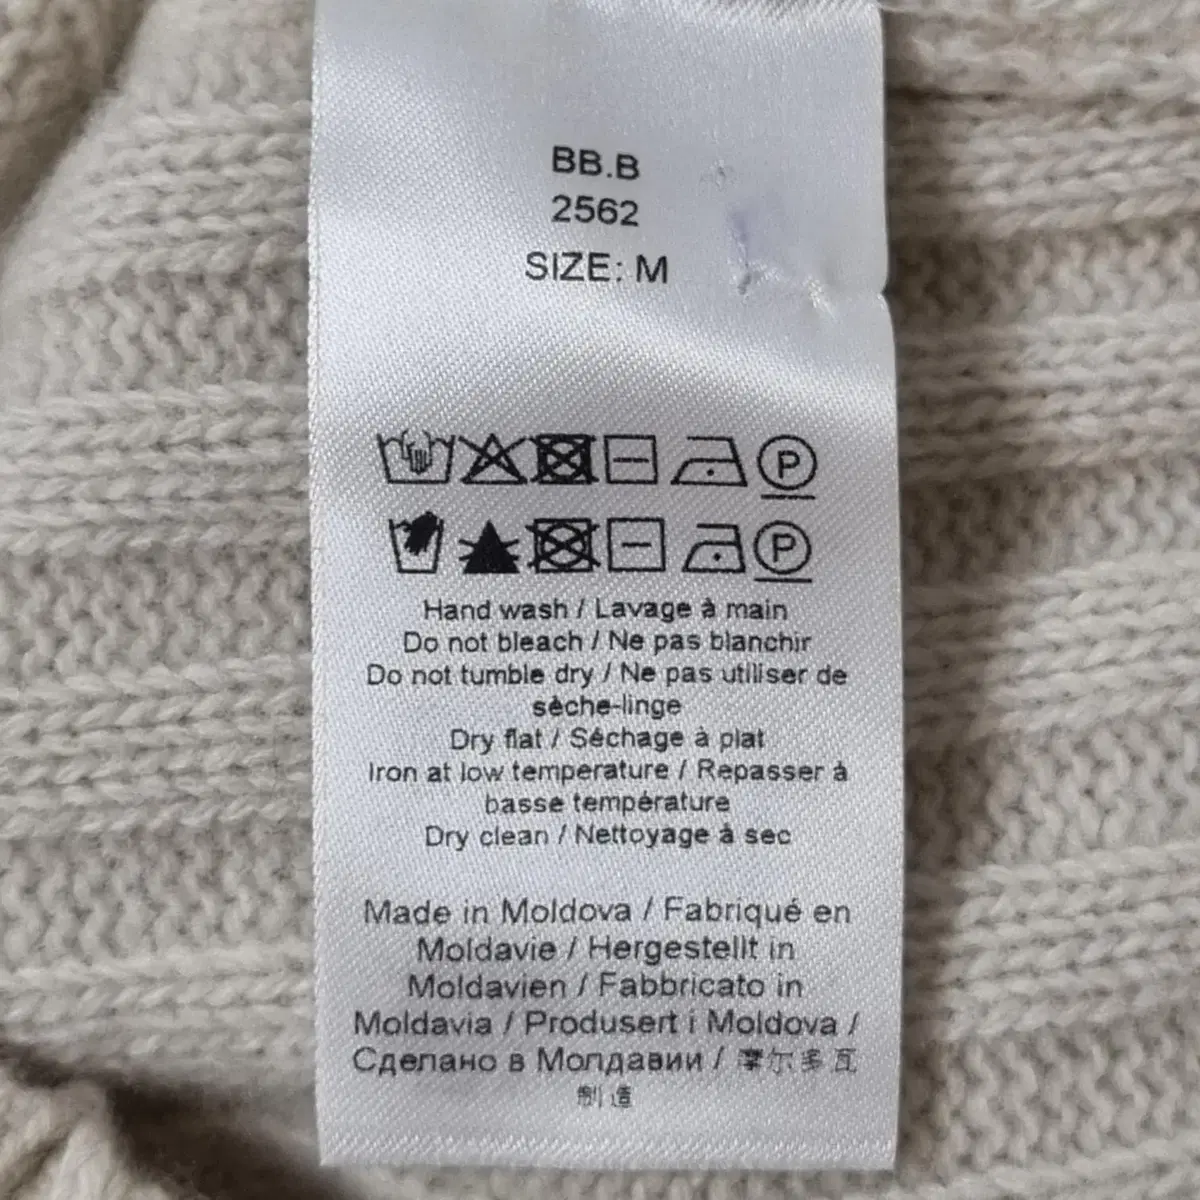 BB.B
2562
SIZE: M
P
P
Hand wash / Lavage à main
Do not bleach / Ne pas blanchir
Do not tumble dry / Ne pas utiliser de
sèche-linge
Dry flat / Séchage à plat
Iron at low temperature / Repasser à
basse température
Dry clean / Nettoyage à sec
Made in Moldova / Fabriqué en
Moldavie / Hergestellt in
Moldavien / Fabbricato in
Moldavia / Produsert i Moldova /
Сделано в Молдавии / 摩尔多瓦
制造